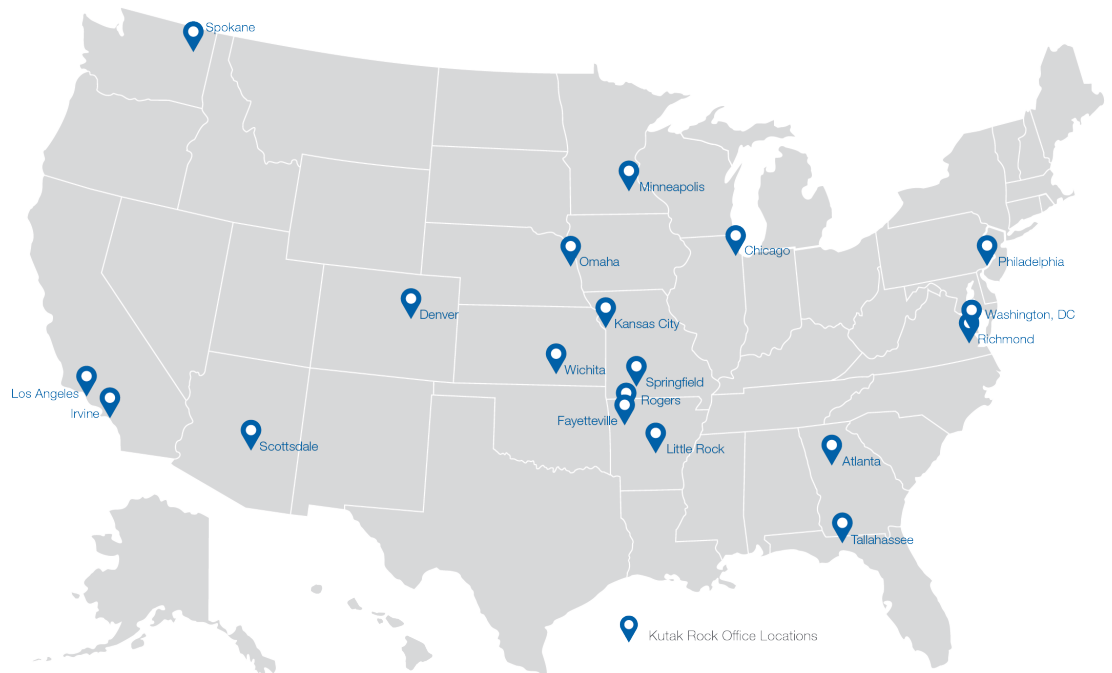 Spokane
Minneapolis
Chicago
Omaha
Philadelphia
Denver
Kansas City
Washington, DC
Richmond
Wichita
Springfield
Los Angeles
Rogers
Irvine
Fayetteville
Scottsdale
Little Rock
Atlanta
Tallahassee
Kutak Rock Office Locations